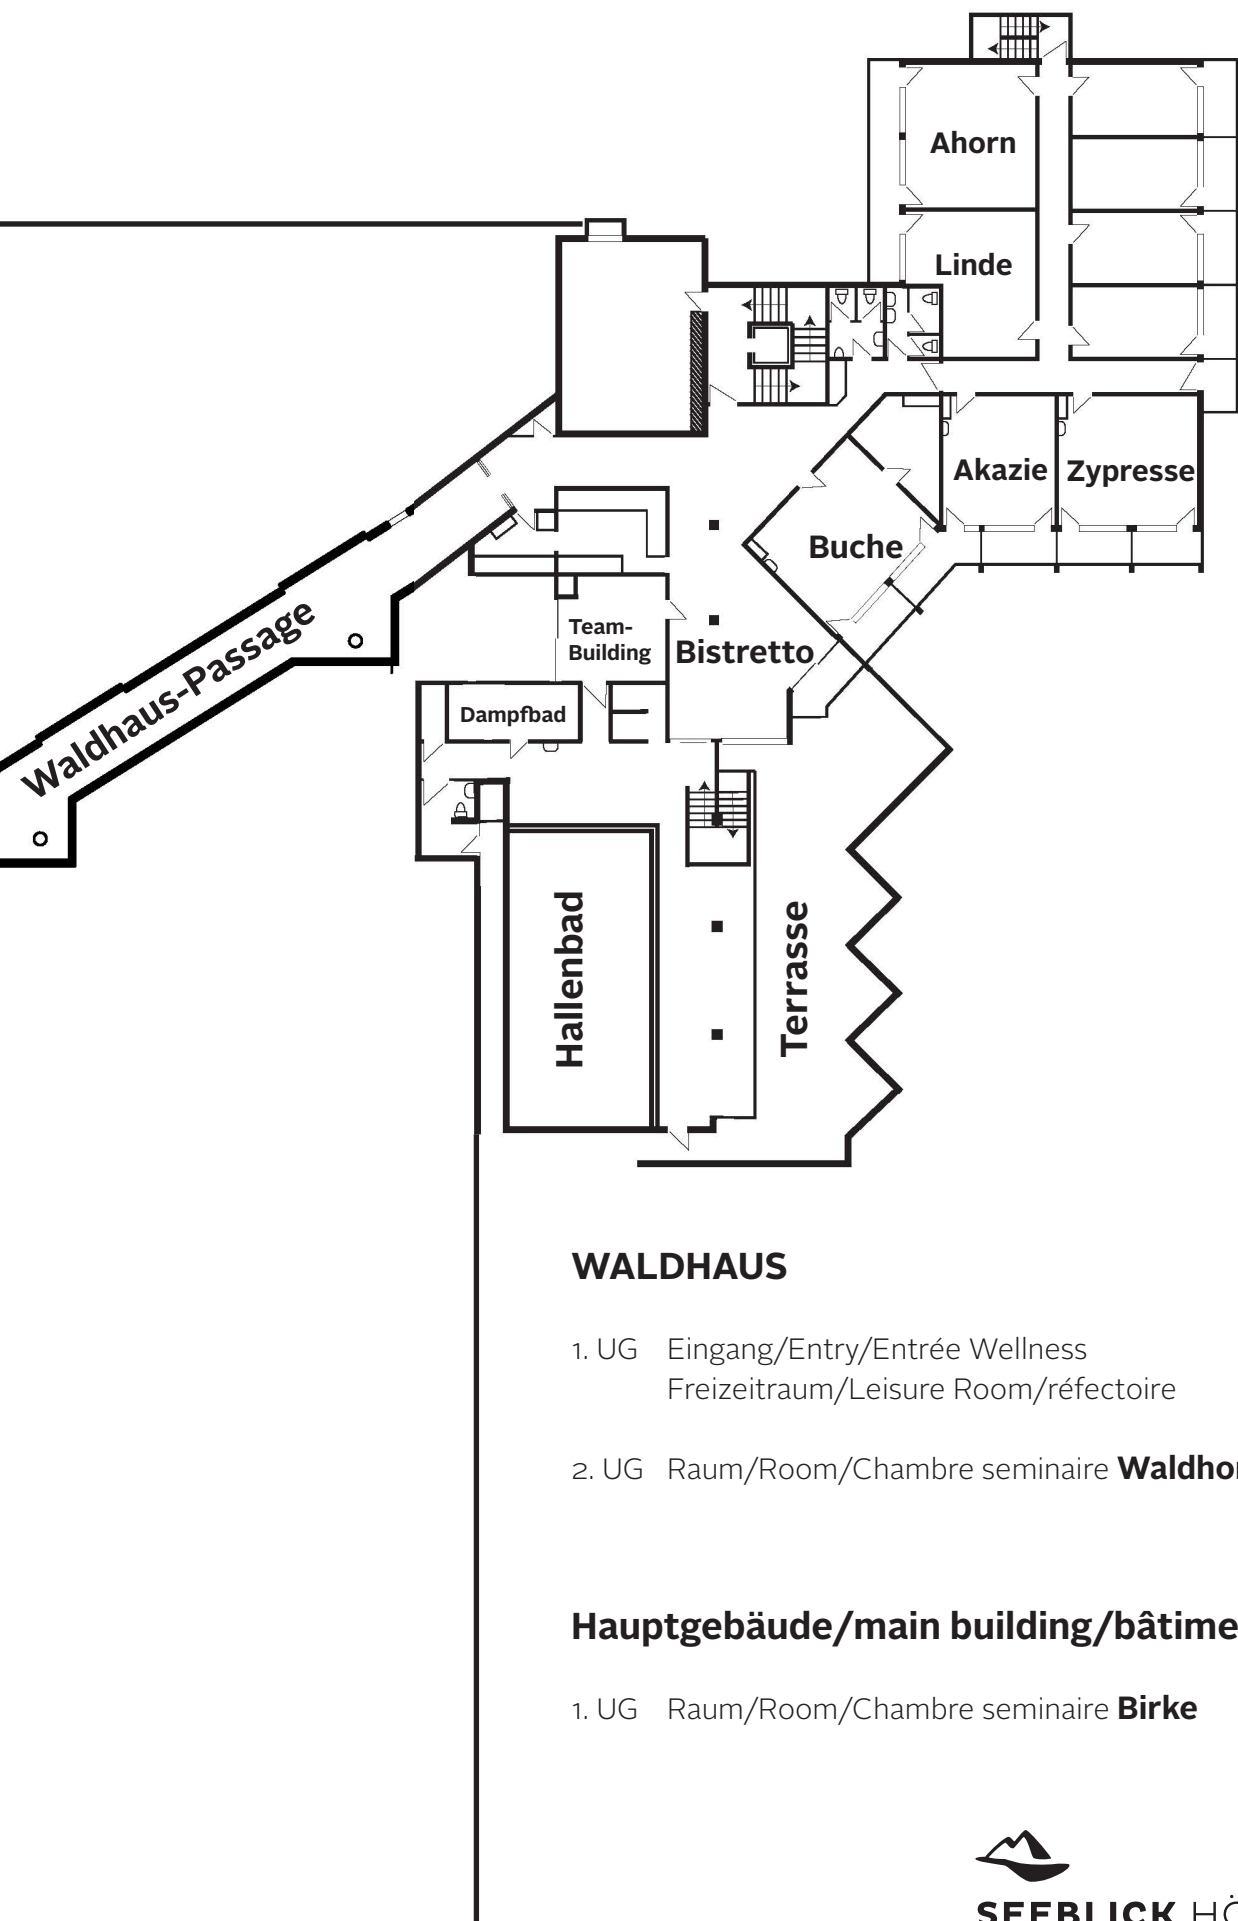 Ahorn
Linde
Akazie
Zypresse
Buche
Team-
Building
Bistretto
Waldhaus-Passage
Dampfbad
Hallenbad
Terrasse
WALDHAUS
1. UG Eingang/Entry/Entrée Wellness
Freizeitraum/Leisure Room/réfectoire
2. UG Raum/Room/Chambre seminaire
Hauptgebäude/main building/
1. UG Raum/Room/Chambre seminaire Birke
SEEBLICK